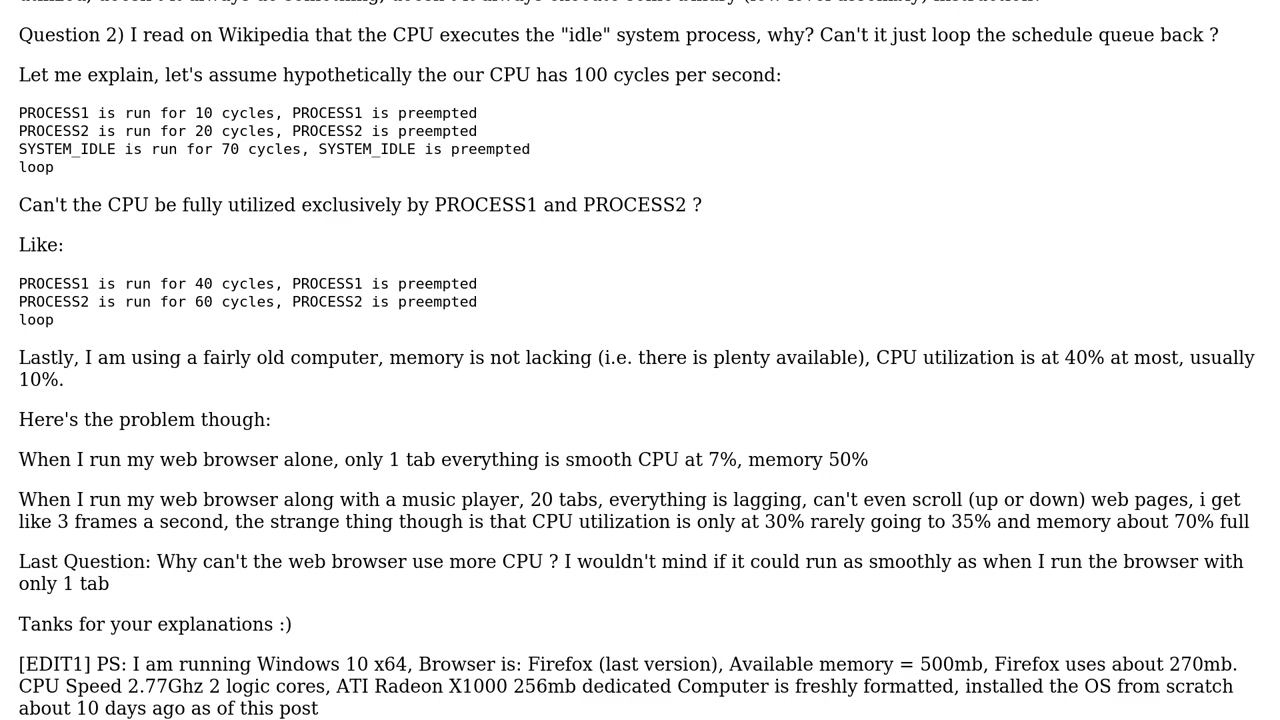 Question 2) I read on Wikipedia that the CPU executes the "idle" system process, why? Can't it just loop the schedule queue back ?
Let me explain, let's assume hypothetically the our CPU has 100 cycles per second:
PROCESS1 is run for 10 cycles, PROCESS1 is preempted
PROCESS2 is run for 20 cycles, PROCESS2 is preempted
SYSTEM_IDLE is run for 70 cycles, SYSTEM_IDLE is preempted
loop
Can't the CPU be fully utilized exclusively by PROCESS1 and PROCESS2 ?
Like:
PROCESS1 is run for 40 cycles, PROCESS1 is preempted
PROCESS2 is run for 60 cycles, PROCESS2 is preempted
loop
Lastly, I am using a fairly old computer, memory is not lacking (i.e. there is plenty available), CPU utilization is at 40% at most, usually
10%.
Here's the problem though:
When I run my web browser alone, only 1 tab everything is smooth CPU at 7%, memory 50%
When I run my web browser along with a music player, 20 tabs, everything is lagging, can't even scroll (up or down) web pages, i get
like 3 frames a second, the strange thing though is that CPU utilization is only at 30% rarely going to 35% and memory about 70% full
Last Question: Why can't the web browser use more CPU ? I wouldn't mind if it could run as smoothly as when I run the browser with
only 1 tab
Tanks for your explanations :)
[EDIT1] PS: I am running Windows 10 x64, Browser is: Firefox (last version), Available memory = 500mb, Firefox uses about 270mb.
CPU Speed 2.77Ghz 2 logic cores, ATI Radeon X1000 256mb dedicated Computer is freshly formatted, installed the OS from scratch
about 10 days ago as of this post